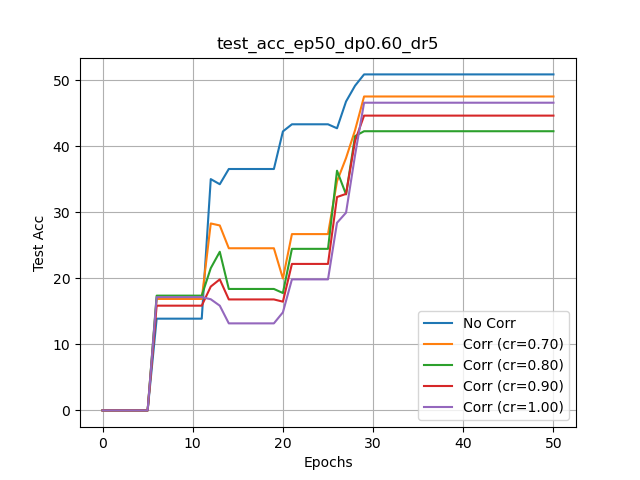 test_acc_ep50_dp0.60_dr5
Test Acc
50
40
30
20
10
0
0 10 20 30 40 50
Epochs
No Corr
Corr (cr=0.70)
Corr (cr=0.80)
Corr (cr=0.90)
Corr (cr=1.00)